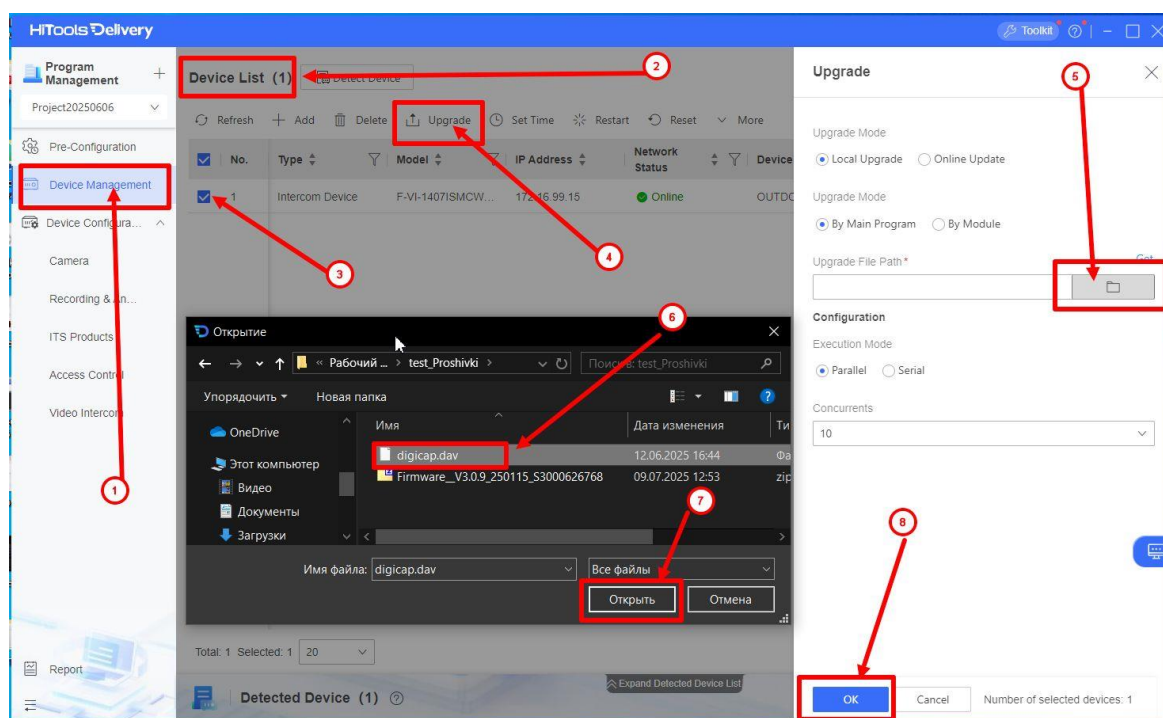 HiTools Delivery
Toolkit
Program Management
Project20250606
Pre-Configuration
Device Management
Device Configura...
Camera
Recording & An...
ITS Products
Access Control
Video Intercom
Report
1
Device List (1)
Detect Device
2
Refresh Add Delete Upgrade Set Time Restart Reset More
No. Type Model IP Address Network Status Device
1 Intercom Device F-VI-1407ISMCW... 172.16.99.15 Online OUTDO
3
4
Открытие
6
« Рабочий ... > test_Proshivki >
Поиск в: test_Proshivki
Упорядочить Новая папка
OneDrive
Этот компьютер
Видео
Документы
Загрузки
Имя Дата изменения Ти
digicap.dav 12.06.2025 16:44 Фа
Firmware__V3.0.9_250115_S3000626768 09.07.2025 12:53 zip
7
Имя файла: digicap.dav Все файлы
Открыть Отмена
Total: 1 Selected: 1 20
Expand Detected Device List
Detected Device (1)
Upgrade
5
Upgrade Mode
Local Upgrade Online Update
Upgrade Mode
By Main Program By Module
Upgrade File Path*
Configuration
Execution Mode
Parallel Serial
Concurrents
10
8
OK Cancel Number of selected devices: 1